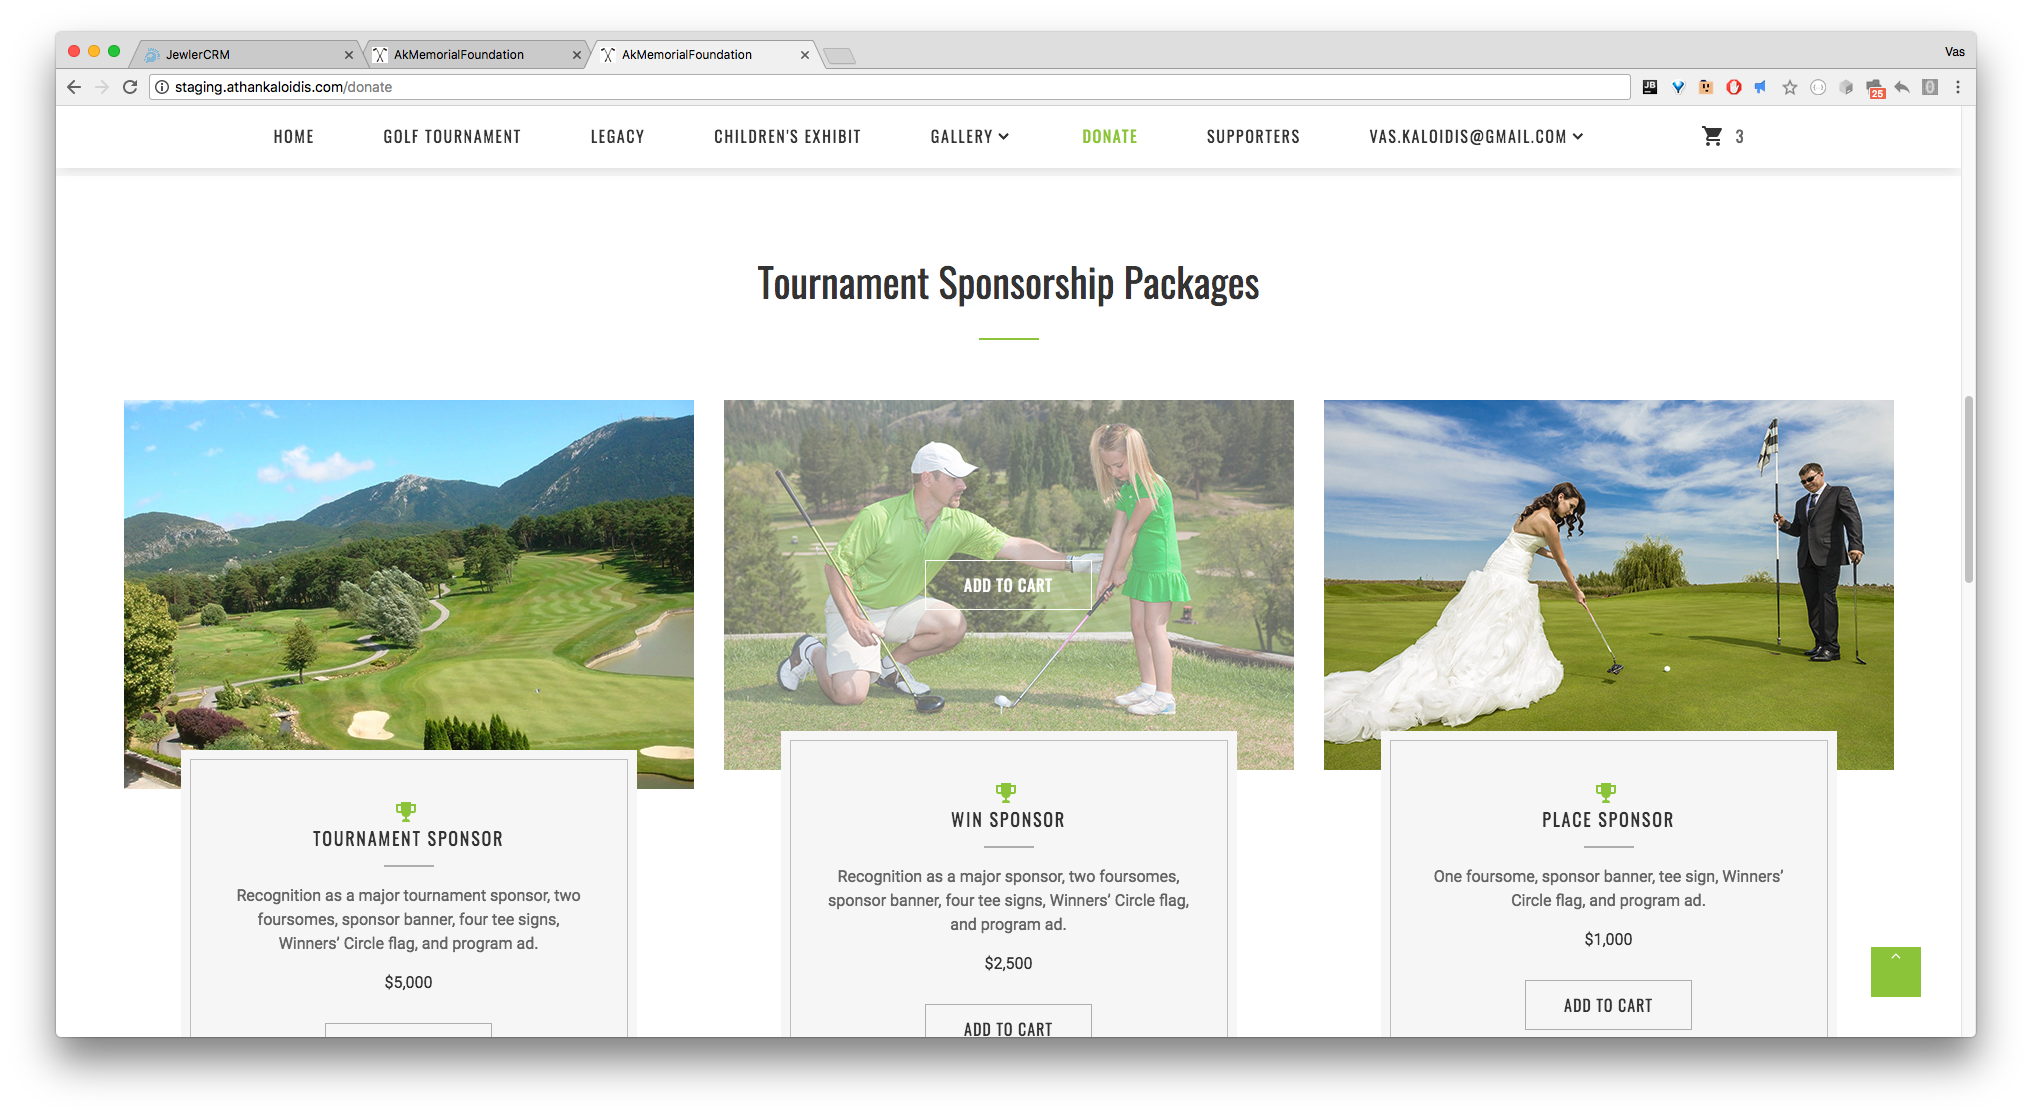 JewlerCRM
AkMemorialFoundation
AkMemorialFoundation
Vas
staging.athankaloidis.com/donate
JB
25
HOME
GOLF TOURNAMENT
LEGACY
CHILDREN'S EXHIBIT
GALLERY
DONATE
SUPPORTERS
VAS.KALOIDIS@GMAIL.COM
3
Tournament Sponsorship Packages
ADD TO CART
TOURNAMENT SPONSOR
Recognition as a major tournament sponsor, two
foursomes, sponsor banner, four tee signs,
Winners’ Circle flag, and program ad.
$5,000
WIN SPONSOR
Recognition as a major sponsor, two foursomes,
sponsor banner, four tee signs, Winners’ Circle flag,
and program ad.
$2,500
ADD TO CART
PLACE SPONSOR
One foursome, sponsor banner, tee sign, Winners’
Circle flag, and program ad.
$1,000
ADD TO CART